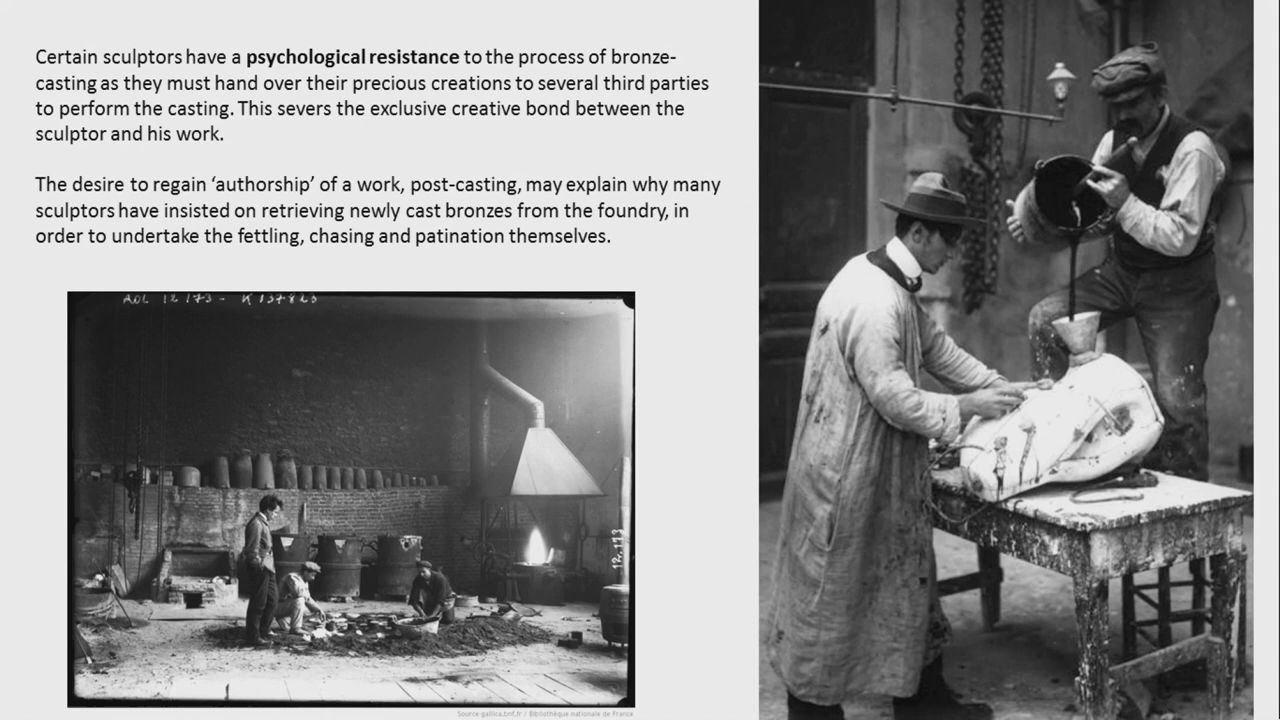 Certain sculptors have a psychological resistance to the process of bronze-
casting as they must hand over their precious creations to several third parties
to perform the casting. This severs the exclusive creative bond between the
sculptor and his work.
The desire to regain ‘authorship’ of a work, post-casting, may explain why many
sculptors have insisted on retrieving newly cast bronzes from the foundry, in
order to undertake the fettling, chasing and patination themselves.
12173 - K 137823
12.173
Source gallica.bnf.fr / Bibliothèque nationale de France